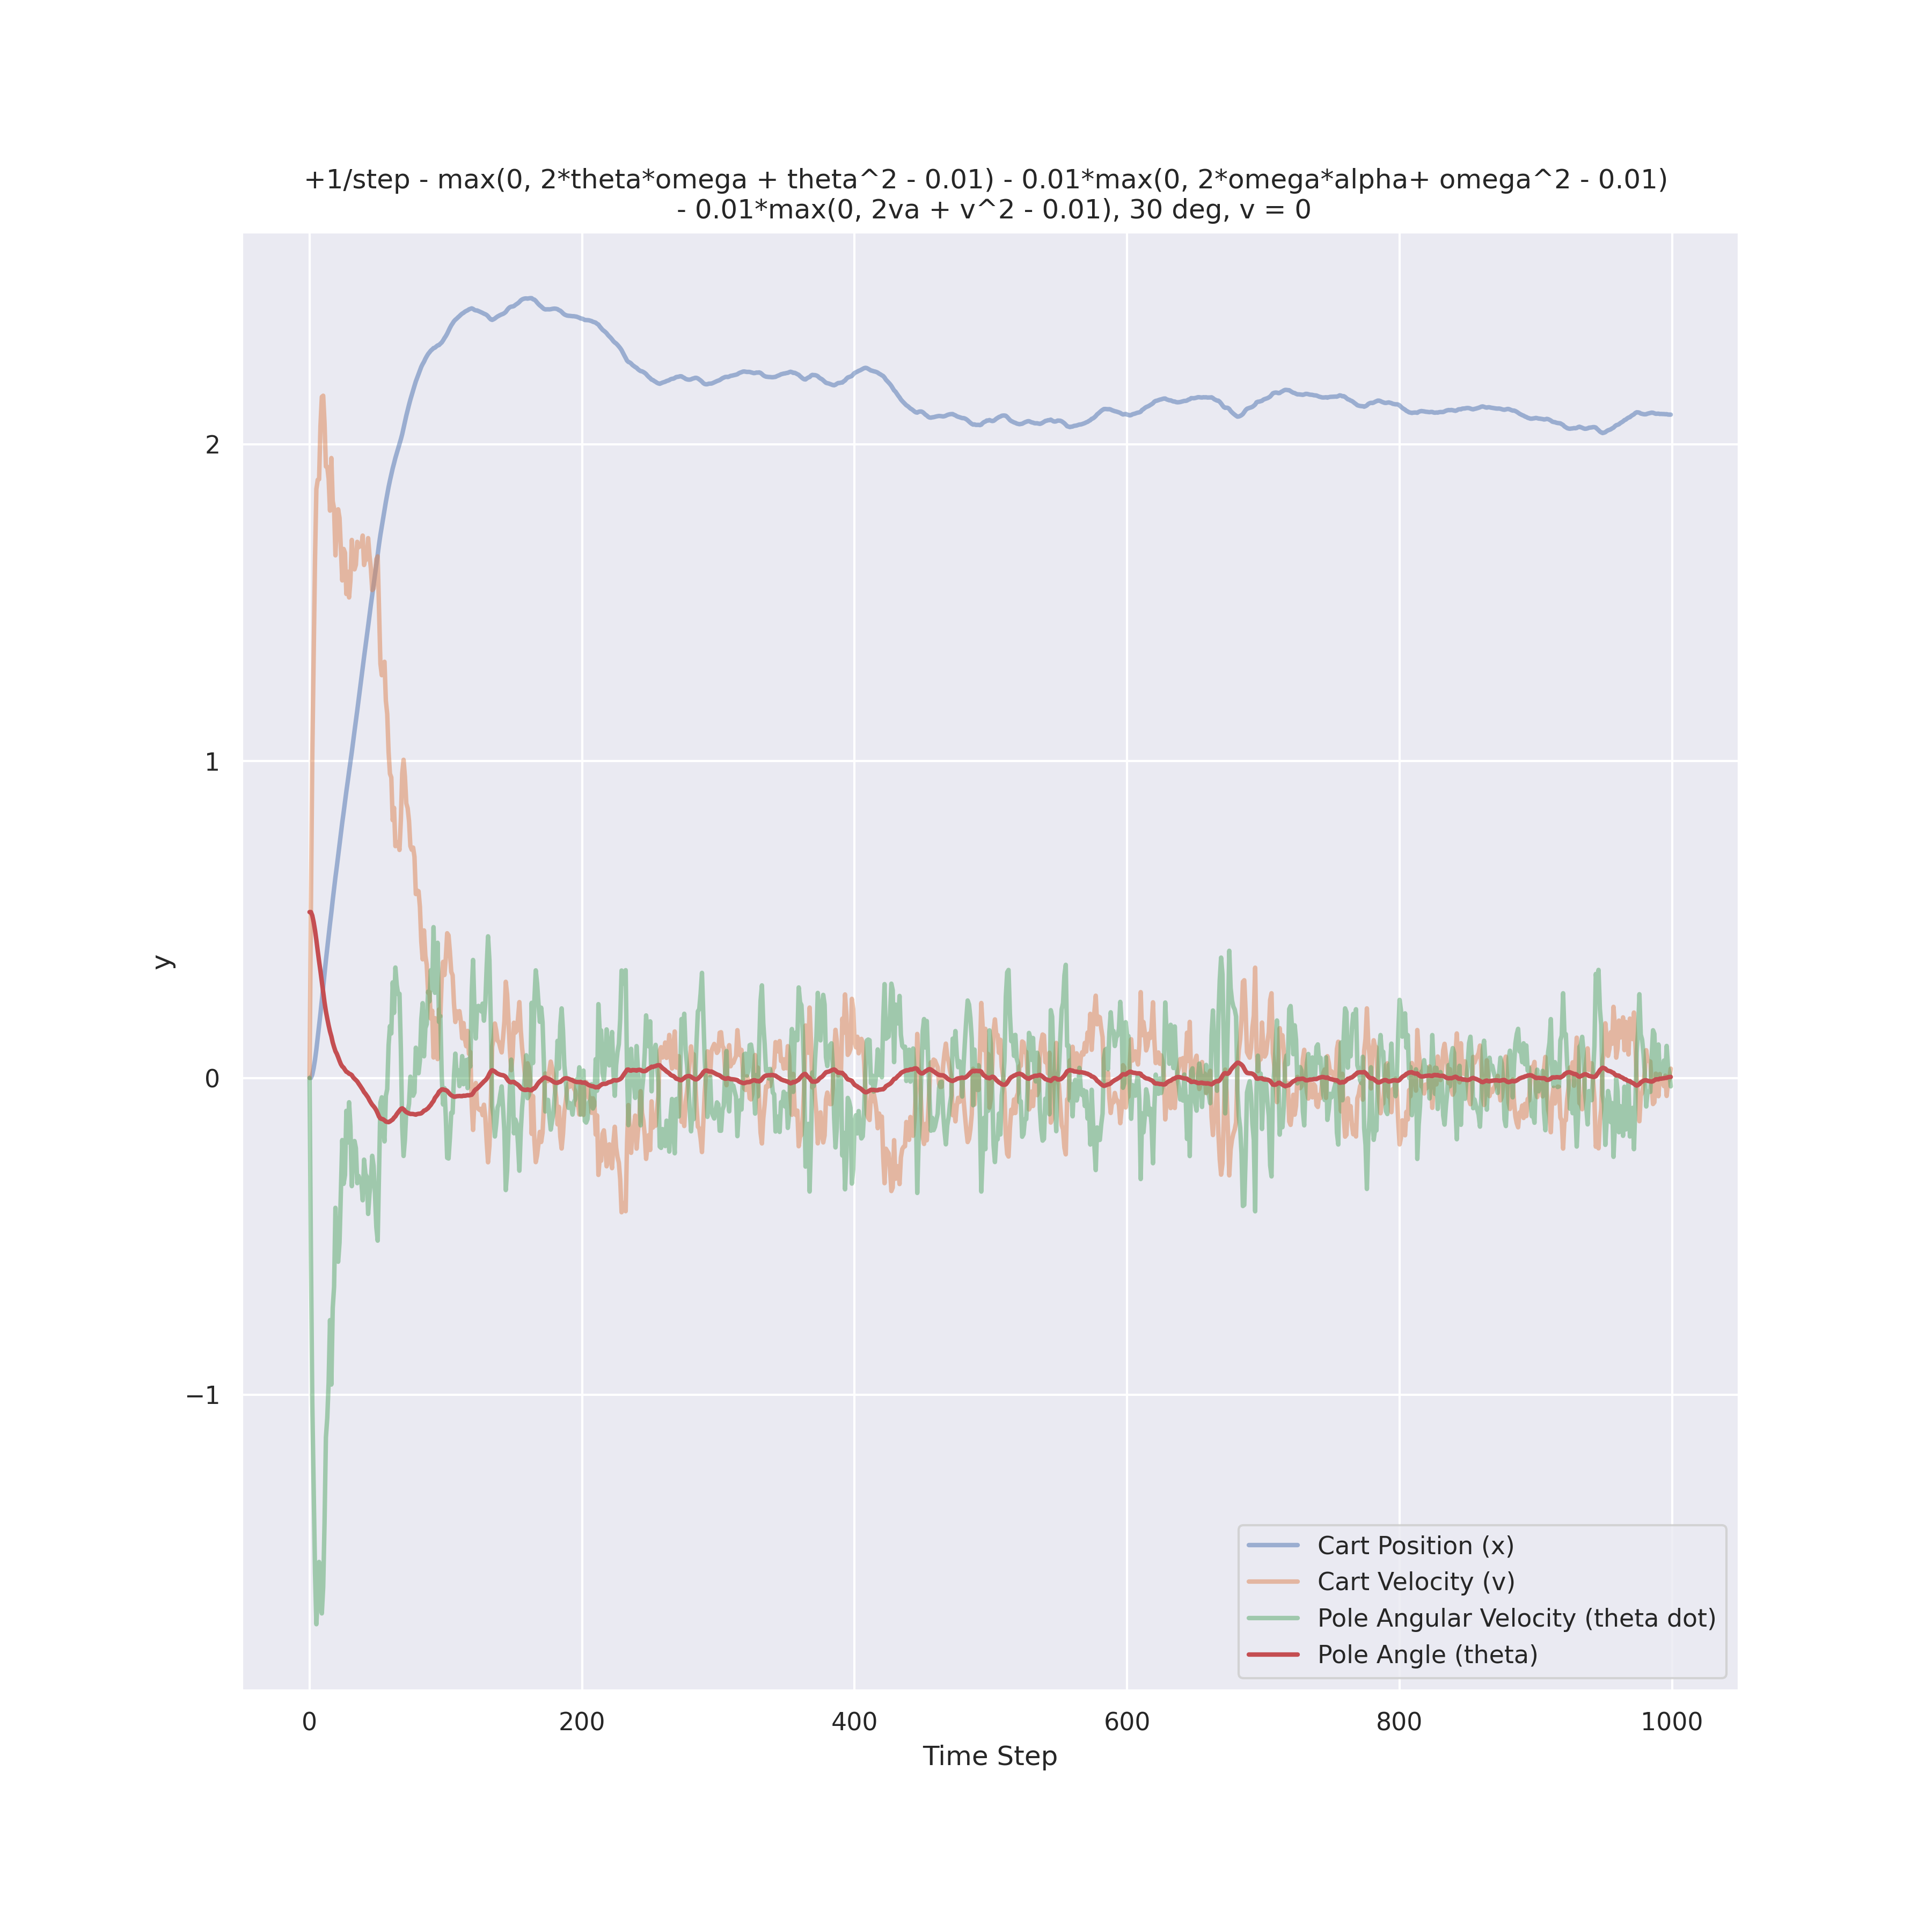 +1/step - max(0, 2*theta*omega + theta^2 - 0.01) - 0.01*max(0, 2*omega*alpha+ omega^2 - 0.01)
- 0.01*max(0, 2va + v^2 - 0.01), 30 deg, v = 0
y
2
1
0
−1
0
200
400
600
800
1000
Time Step
Cart Position (x)
Cart Velocity (v)
Pole Angular Velocity (theta dot)
Pole Angle (theta)